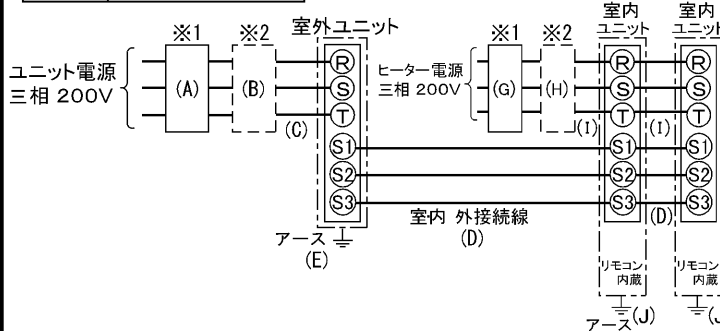 ※1
※2
室外ユニット
ユニット電源
三相 200V
(A)
(B)
(C)
R
S
T
S1
S2
S3
アース
(E)
※1
※2
ヒーター電源
三相 200V
(G)
(H)
(I)
室内
ユニット
R
S
T
S1
S2
S3
(I)
(D)
室内
ユニット
R
S
T
S1
S2
S3
室内 外接続線
(D)
リモコン
内蔵
リモコン
内蔵
アース
(J)
(J